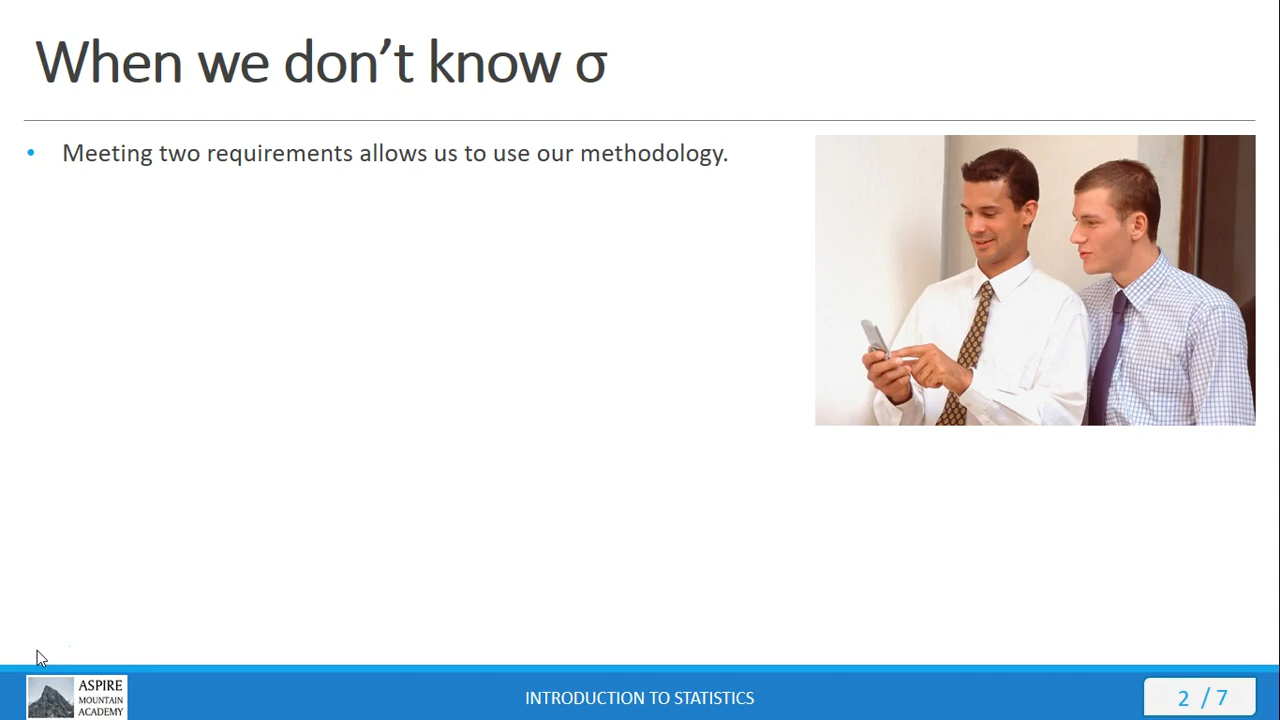 When we don’t know σ
• Meeting two requirements allows us to use our methodology.
ASPIRE
MOUNTAIN
ACADEMY
INTRODUCTION TO STATISTICS
2 / 7